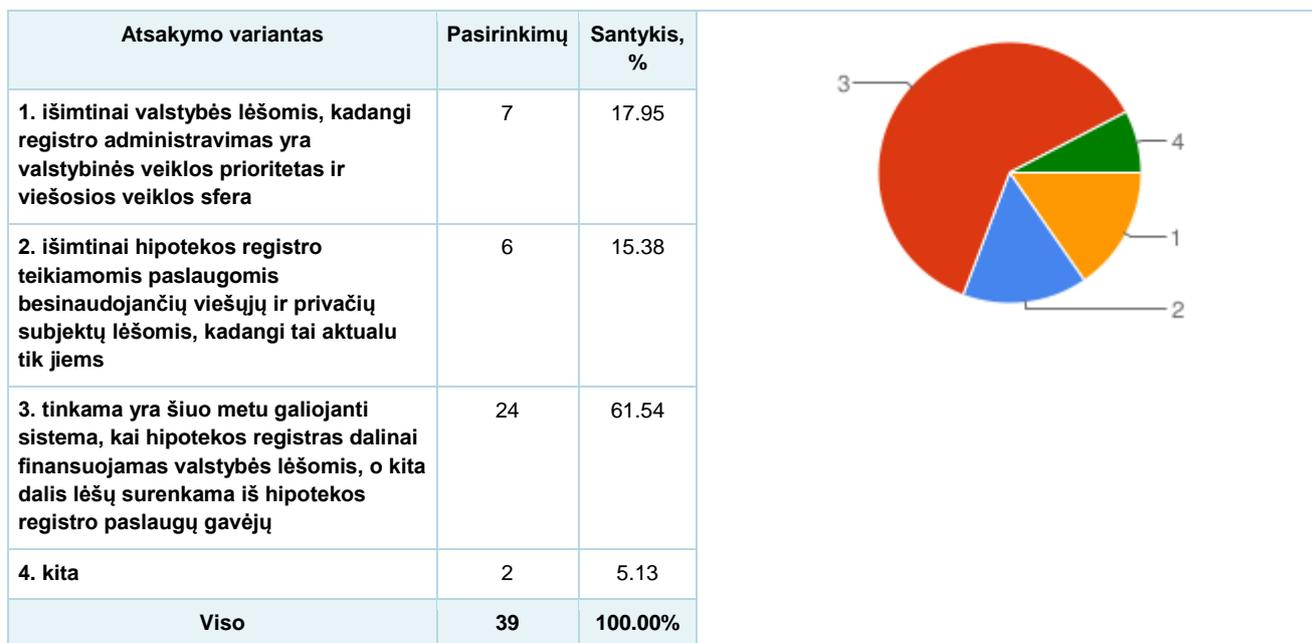 Atsakymo variantas Pasirinkimų Santykis,
%
1. išimtinai valstybės lėšomis, kadangi 7 17.95
registro administravimas yra
valstybinės veiklos prioritetas ir
viešosios veiklos sfera
2. išimtinai hipotekos registro 6 15.38
teikiamomis paslaugomis
besinaudojančių viešųjų ir privačių
subjektų lėšomis, kadangi tai aktualu
tik jiems
3. tinkama yra šiuo metu galiojanti 24 61.54
sistema, kai hipotekos registras dalinai
finansuojamas valstybės lėšomis, o kita
dalis lėšų surenkama iš hipotekos
registro paslaugų gavėjų
4. kita 2 5.13
Viso 39 100.00%
3
4
1
2